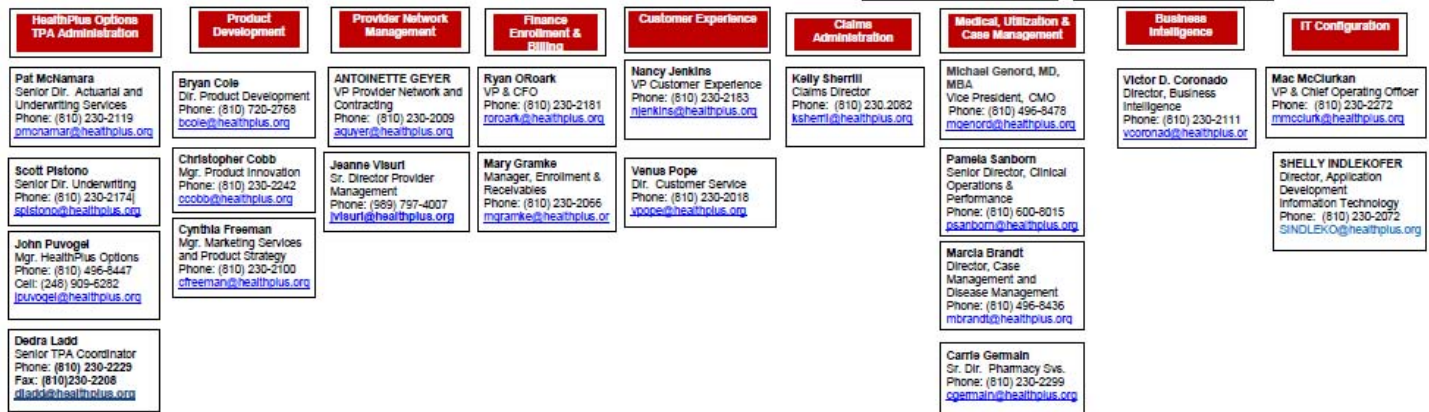 HealthPlus Options
TPA Administration
Pat McNamara
Senior Dir. Actuarial and
Underwriting Services
Phone: (810) 230-2119
pmcnamar@healthplus.org
Scott Pistono
Senior Dir. Underwriting
Phone: (810) 230-2174|
spistono@healthplus.org
John Puvogel
Mgr. HealthPlus Options
Phone: (810) 496-8447
Cell: (248) 909-6282
jpuvogel@healthplus.org
Dedra Ladd
Senior TPA Coordinator
Phone: (810) 230-2229
Fax: (810)230-2208
dladd@healthplus.org
Product
Development
Bryan Cole
Dir. Product Development
Phone: (810) 720-2768
bcole@healthplus.org
Christopher Cobb
Mgr. Product Innovation
Phone: (810) 230-2242
ccobb@healthplus.org
Cynthia Freeman
Mgr. Marketing Services
and Product Strategy
Phone: (810) 230-2100
cfreeman@healthplus.org
Provider Network
Management
ANTOINETTE GEYER
VP Provider Network and
Contracting
Phone: (810) 230-2009
aguyer@healthplus.org
Jeanne Visuri
Sr. Director Provider
Management
Phone: (989) 797-4007
jvisuri@healthplus.org
Finance
Enrollment &
Billing
Ryan ORoark
VP & CFO
Phone: (810) 230-2181
roroark@healthplus.org
Mary Gramke
Manager, Enrollment &
Receivables
Phone: (810) 230-2066
mgramke@healthplus.or
Customer Experience
Nancy Jenkins
VP Customer Experience
Phone: (810) 230-2183
njenkins@healthplus.org
Venus Pope
Dir. Customer Service
Phone: (810) 230-2018
vpope@healthplus.org
Claims
Administration
Kelly Sherrill
Claims Director
Phone: (810) 230.2082
ksherril@healthplus.org
Medical, Utilization &
Case Management
Michael Genord, MD,
MBA
Vice President, CMO
Phone: (810) 496-8478
mgenord@healthplus.org
Pamela Sanborn
Senior Director, Clinical
Operations &
Performance
Phone: (810) 600-8015
psanborn@healthplus.org
Marcia Brandt
Director, Case
Management and
Disease Management
Phone: (810) 496-8436
mbrandt@healthplus.org
Carrie Germain
Sr. Dir. Pharmacy Svs.
Phone: (810) 230-2299
cgermain@healthplus.org
Business
Intelligence
Victor D. Coronado
Director, Business
Intelligence
Phone: (810) 230-2111
vcoronad@healthplus.or
IT Configuration
Mac McClurkan
VP & Chief Operating Officer
Phone: (810) 230-2272
mmcclurk@healthplus.org
SHELLY INDLEKOFER
Director, Application
Development
Information Technology
Phone: (810) 230-2072
SINDLEKO@healthplus.org